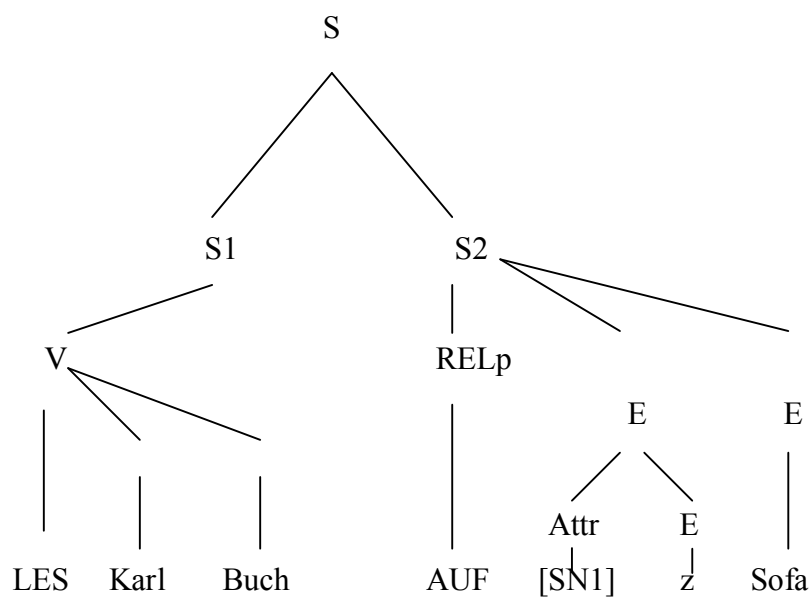 S
S1 S2
V RELp
E E
Attr E
LES Karl Buch AUF [SN1] z Sofa